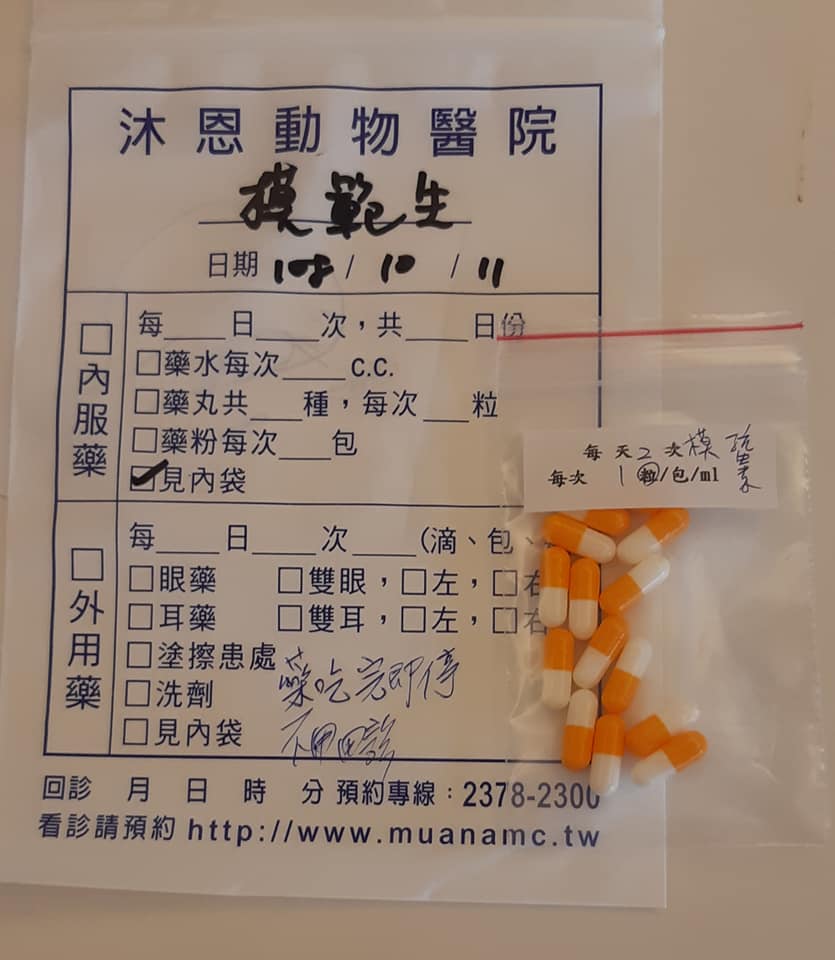 沐恩動物醫院
模範生
日期 108 / 10 / 11
□內服藥
每____日____次，共____日份
□藥水每次____c.c.
□藥丸共___種，每次___粒
□藥粉每次___包
☑見內袋
□外用藥
每____日____次____(滴、包、
□眼藥 □雙眼，□左，□右
□耳藥 □雙耳，□左，□右
□塗擦患處
□洗劑
□見內袋
藥吃完即停
不用回診
回診 月 日 時 分 預約專線：2378-2300
看診請預約 http://www.muanamc.tw
每天2次 模
每次 1 粒/包/ml
抗生素